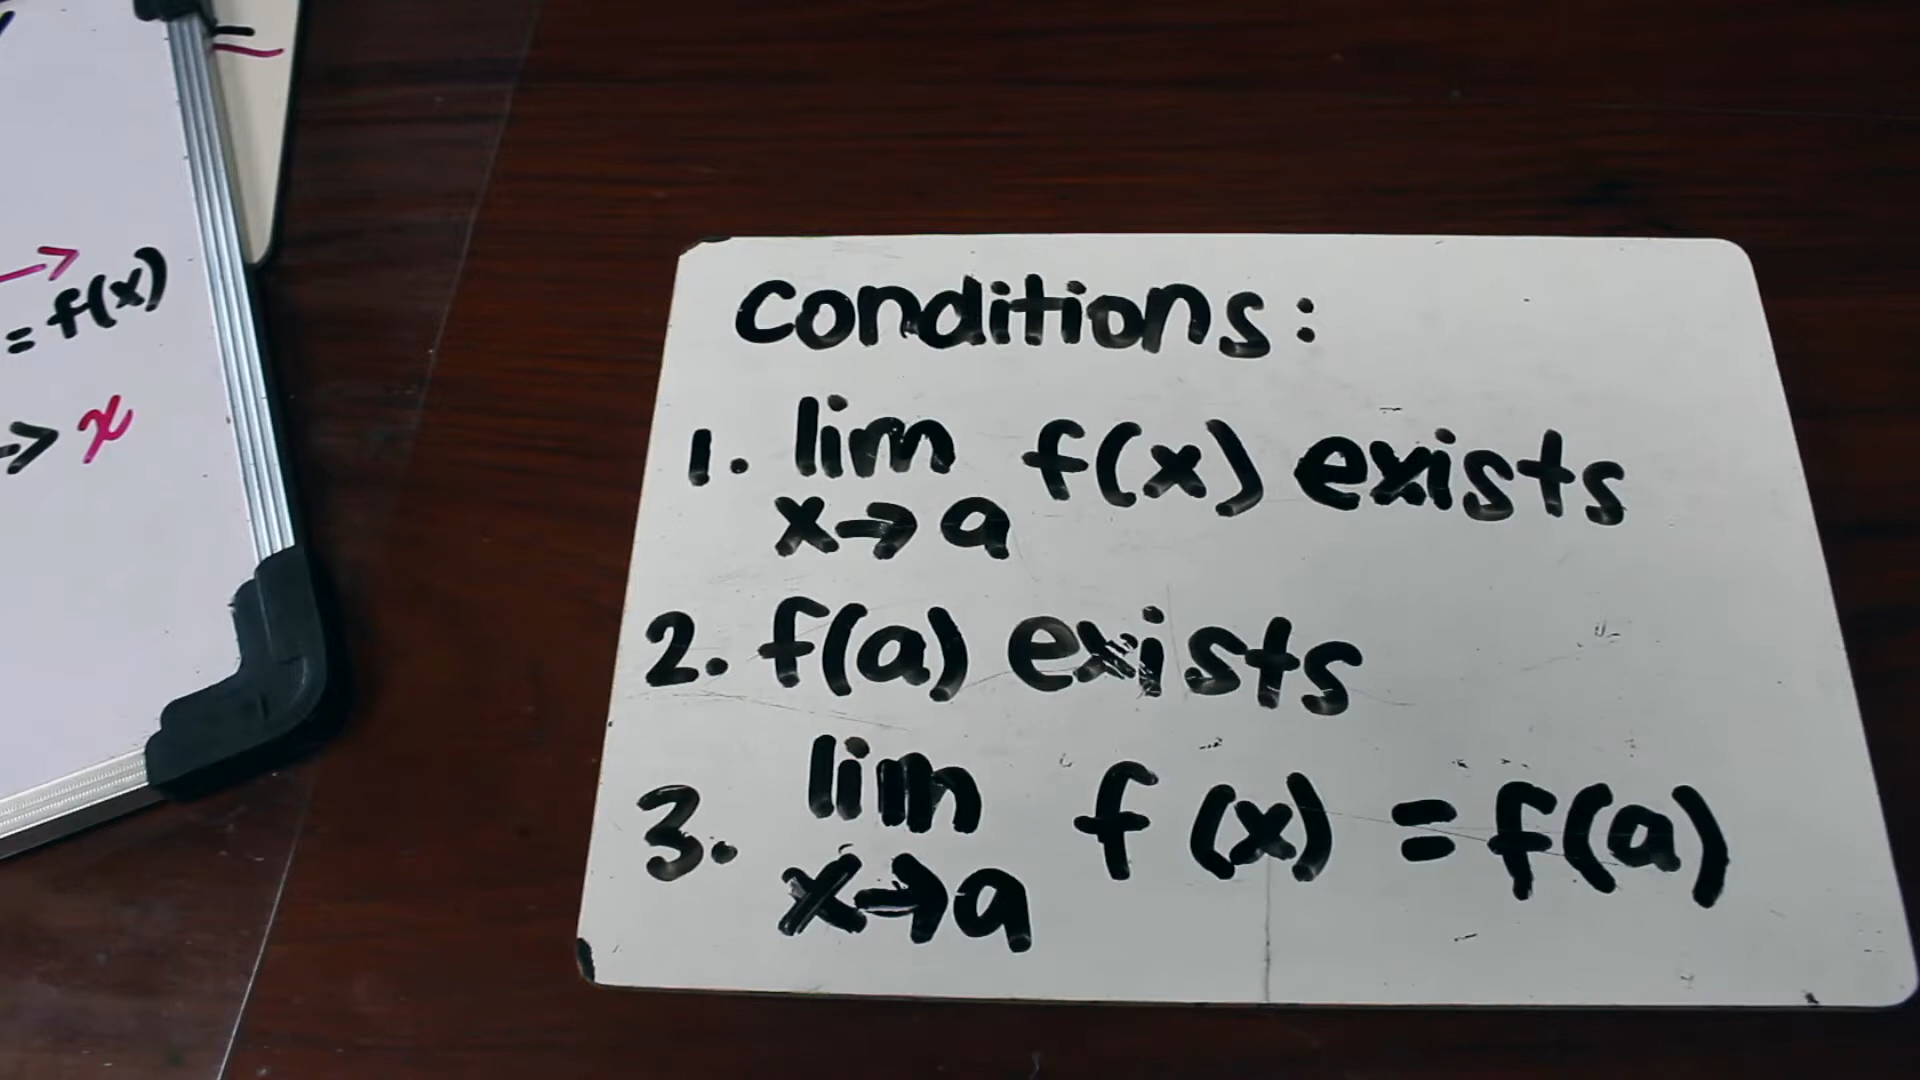 = f(x)
-> x
Conditions:
1. lim f(x) exists
x→a
2. f(a) exists
3. lim f(x) = f(a)
x→a